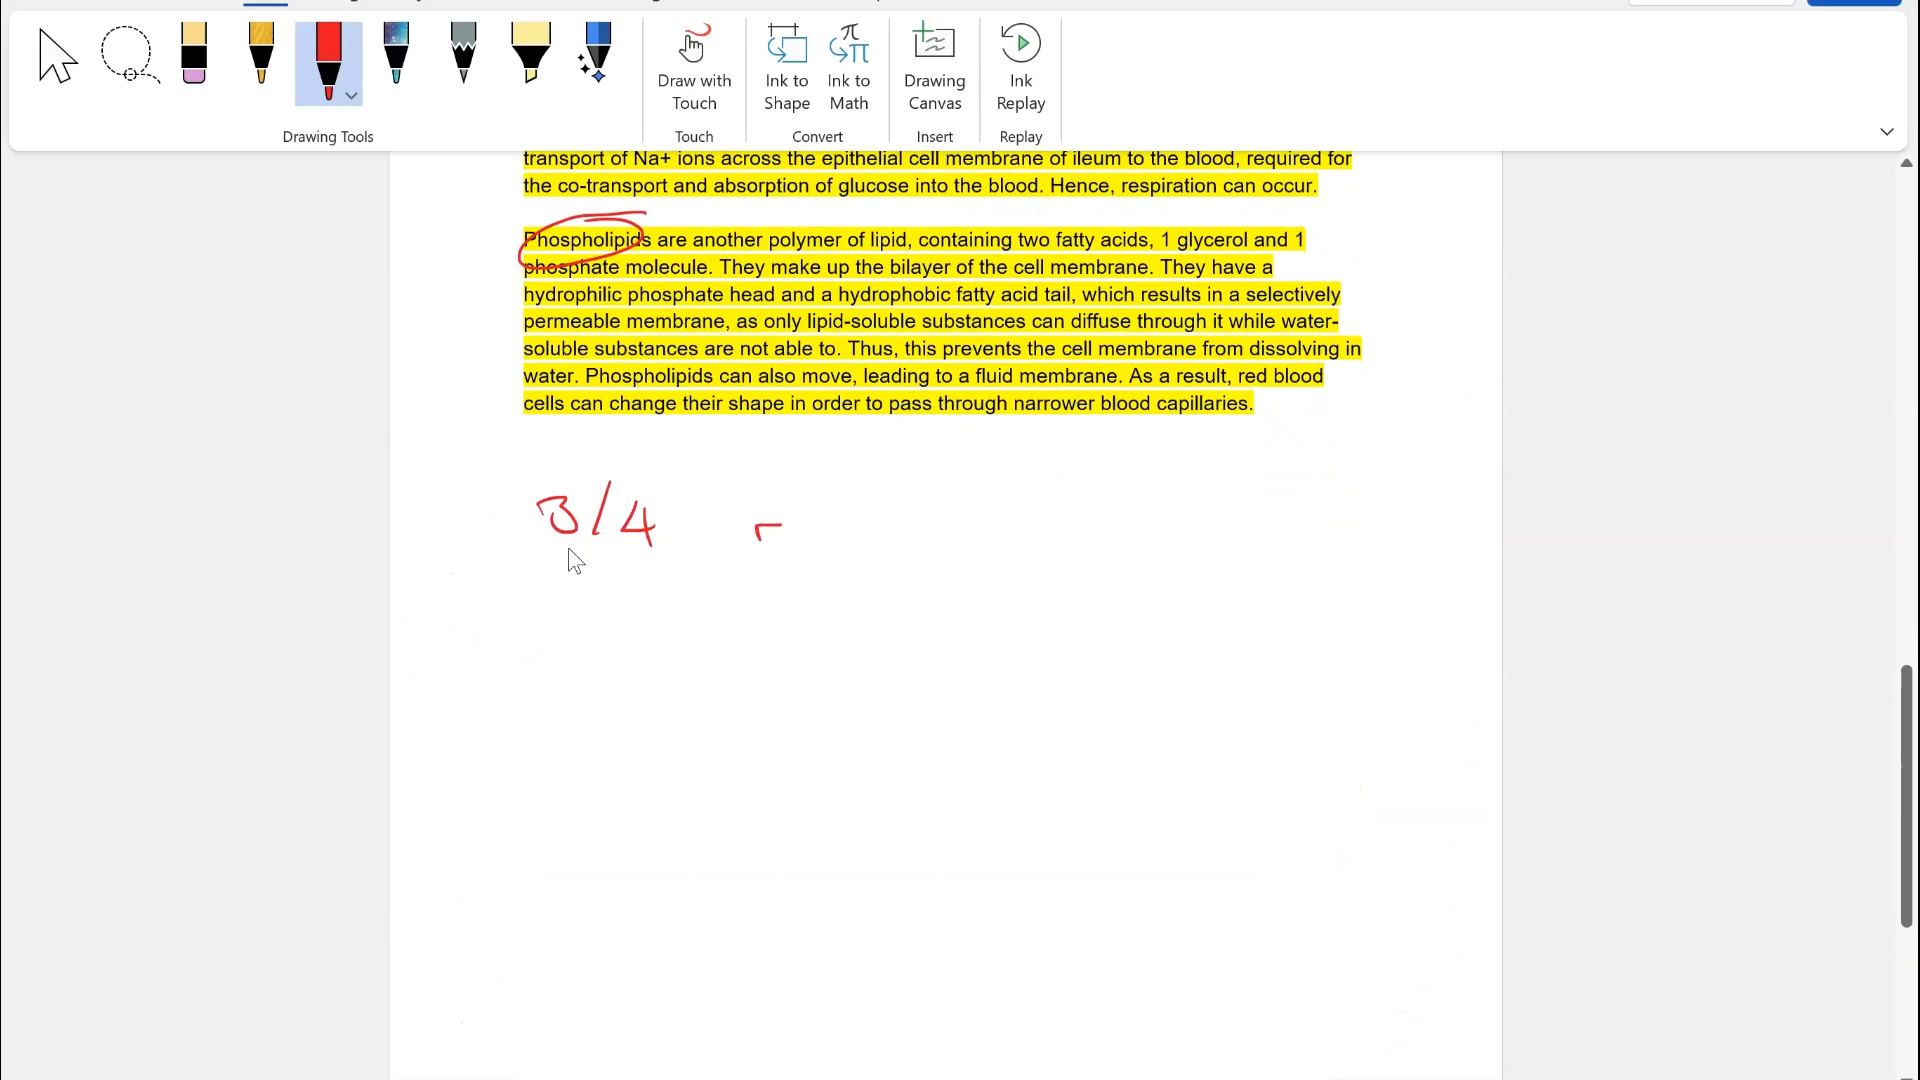 Draw with Touch
Ink to Shape
Ink to Math
Drawing Canvas
Ink Replay
Drawing Tools
Touch
Convert
Insert
Replay
transport of Na+ ions across the epithelial cell membrane of ileum to the blood, required for
the co-transport and absorption of glucose into the blood. Hence, respiration can occur.
Phospholipids are another polymer of lipid, containing two fatty acids, 1 glycerol and 1
phosphate molecule. They make up the bilayer of the cell membrane. They have a
hydrophilic phosphate head and a hydrophobic fatty acid tail, which results in a selectively
permeable membrane, as only lipid-soluble substances can diffuse through it while water-
soluble substances are not able to. Thus, this prevents the cell membrane from dissolving in
water. Phospholipids can also move, leading to a fluid membrane. As a result, red blood
cells can change their shape in order to pass through narrower blood capillaries.
3/4